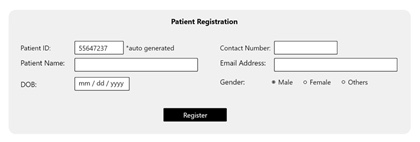 Patient Registration
Patient ID: 55647237 *auto generated Contact Number:
Patient Name: Email Address:
DOB: mm / dd / yyyy Gender: Male Female Others
Register